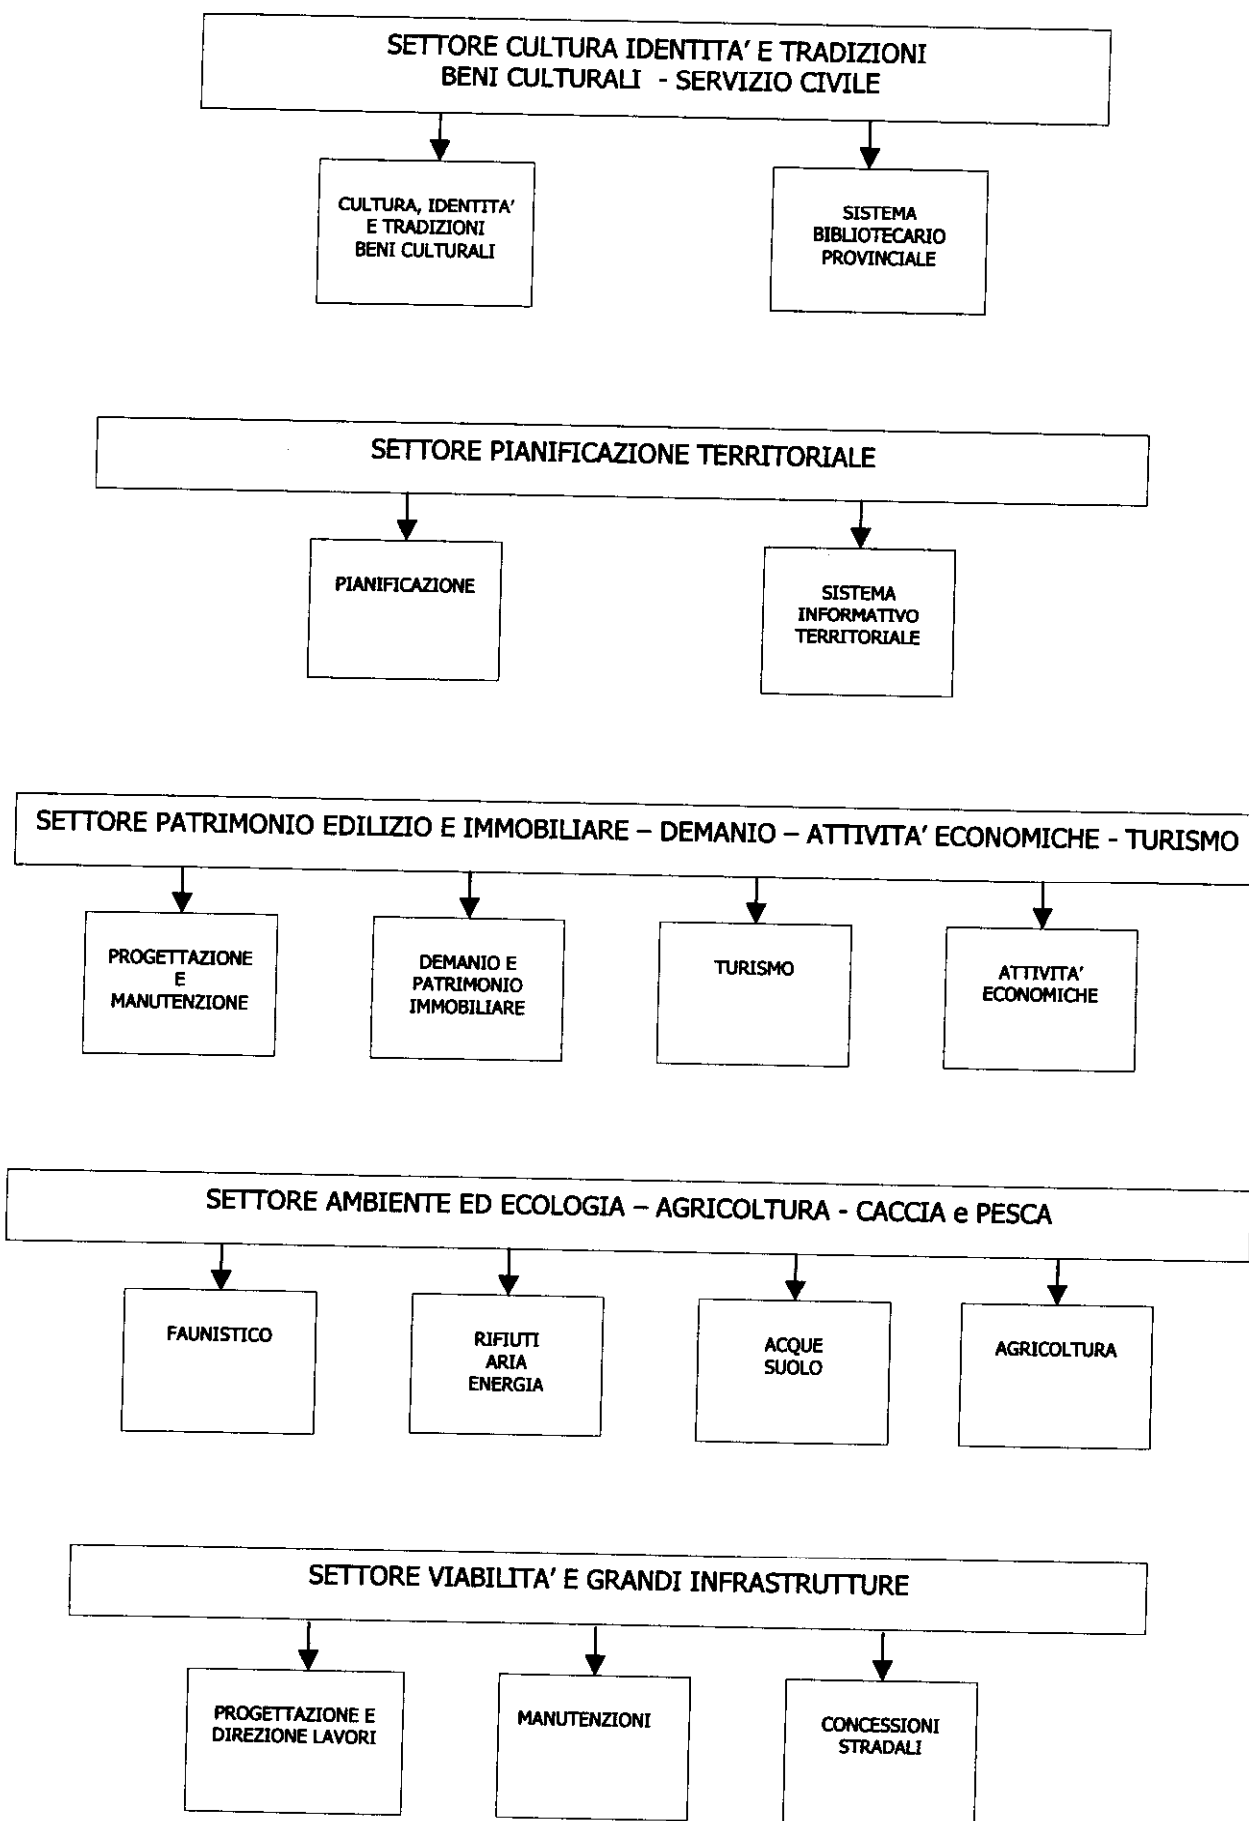 SETTORE CULTURA IDENTITA’ E TRADIZIONI
BENI CULTURALI - SERVIZIO CIVILE
CULTURA, IDENTITA’
E TRADIZIONI
BENI CULTURALI
SISTEMA
BIBLIOTECARIO
PROVINCIALE
SETTORE PIANIFICAZIONE TERRITORIALE
PIANIFICAZIONE
SISTEMA
INFORMATIVO
TERRITORIALE
SETTORE PATRIMONIO EDILIZIO E IMMOBILIARE – DEMANIO – ATTIVITA’ ECONOMICHE - TURISMO
PROGETTAZIONE
E
MANUTENZIONE
DEMANIO E
PATRIMONIO
IMMOBILIARE
TURISMO
ATTIVITA’
ECONOMICHE
SETTORE AMBIENTE ED ECOLOGIA – AGRICOLTURA - CACCIA e PESCA
FAUNISTICO
RIFIUTI
ARIA
ENERGIA
ACQUE
SUOLO
AGRICOLTURA
SETTORE VIABILITA’ E GRANDI INFRASTRUTTURE
PROGETTAZIONE E
DIREZIONE LAVORI
MANUTENZIONI
CONCESSIONI
STRADALI